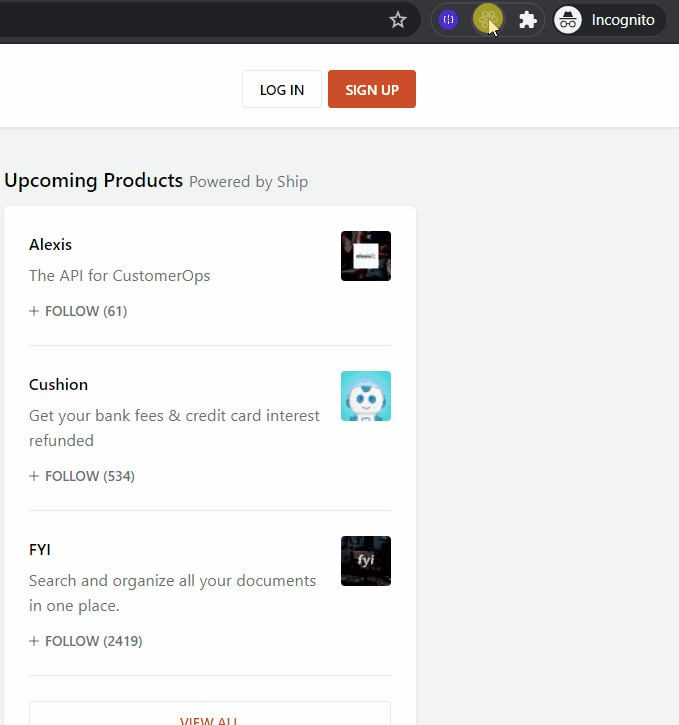 Incognito
LOG IN
SIGN UP
Upcoming Products Powered by Ship
Alexis
The API for CustomerOps
+ FOLLOW (61)
Cushion
Get your bank fees & credit card interest
refunded
+ FOLLOW (534)
FYI
fyi
Search and organize all your documents
in one place.
+ FOLLOW (2419)
VIEW ALL